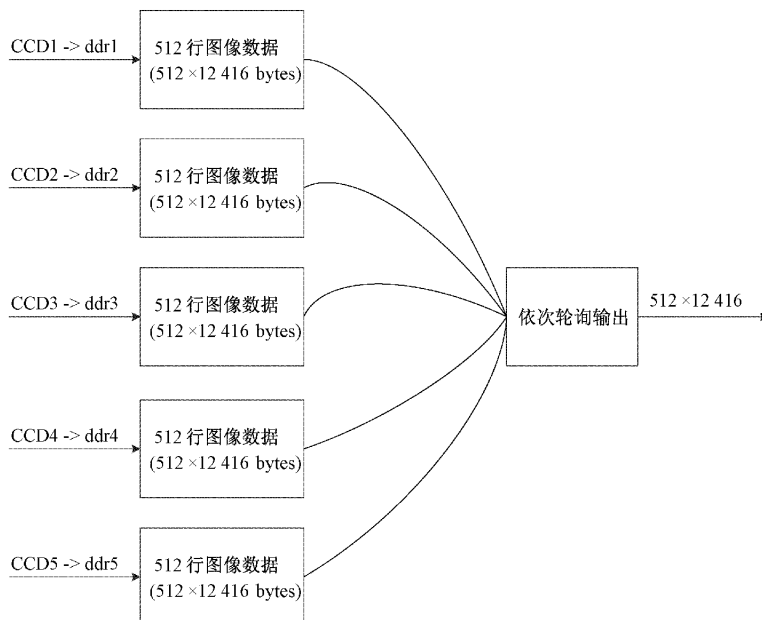 CCD1 -> ddr1
512 行图像数据
(512 ×12 416 bytes)
CCD2 -> ddr2
512 行图像数据
(512 ×12 416 bytes)
CCD3 -> ddr3
512 行图像数据
(512 ×12 416 bytes)
依次轮询输出
512 ×12 416
CCD4 -> ddr4
512 行图像数据
(512 ×12 416 bytes)
CCD5 -> ddr5
512 行图像数据
(512 ×12 416 bytes)